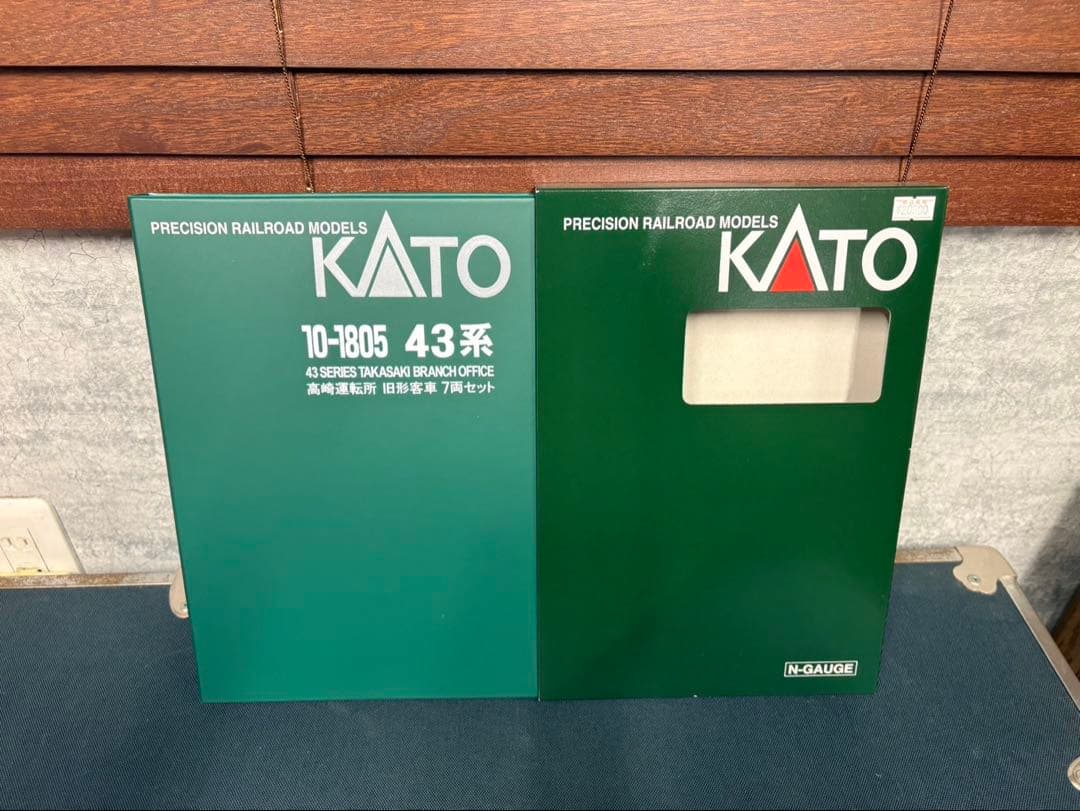 PRECISION RAILROAD MODELS
KATO
10-1805 43系
43 SERIES TAKASAKI BRANCH OFFICE
高崎運転所 旧形客車 7両セット
PRECISION RAILROAD MODELS
KATO
N-GAUGE